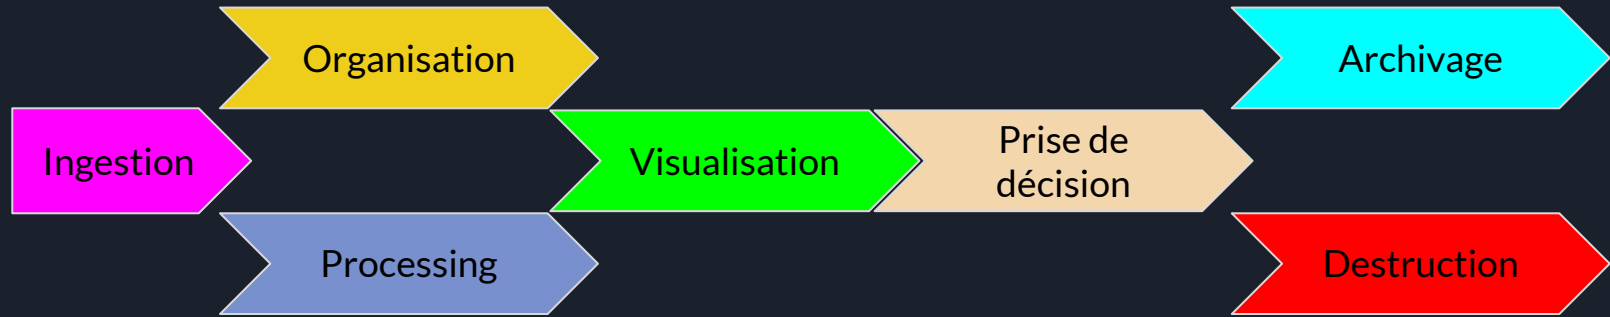 Organisation
Archivage
Ingestion
Visualisation
Prise de
décision
Processing
Destruction